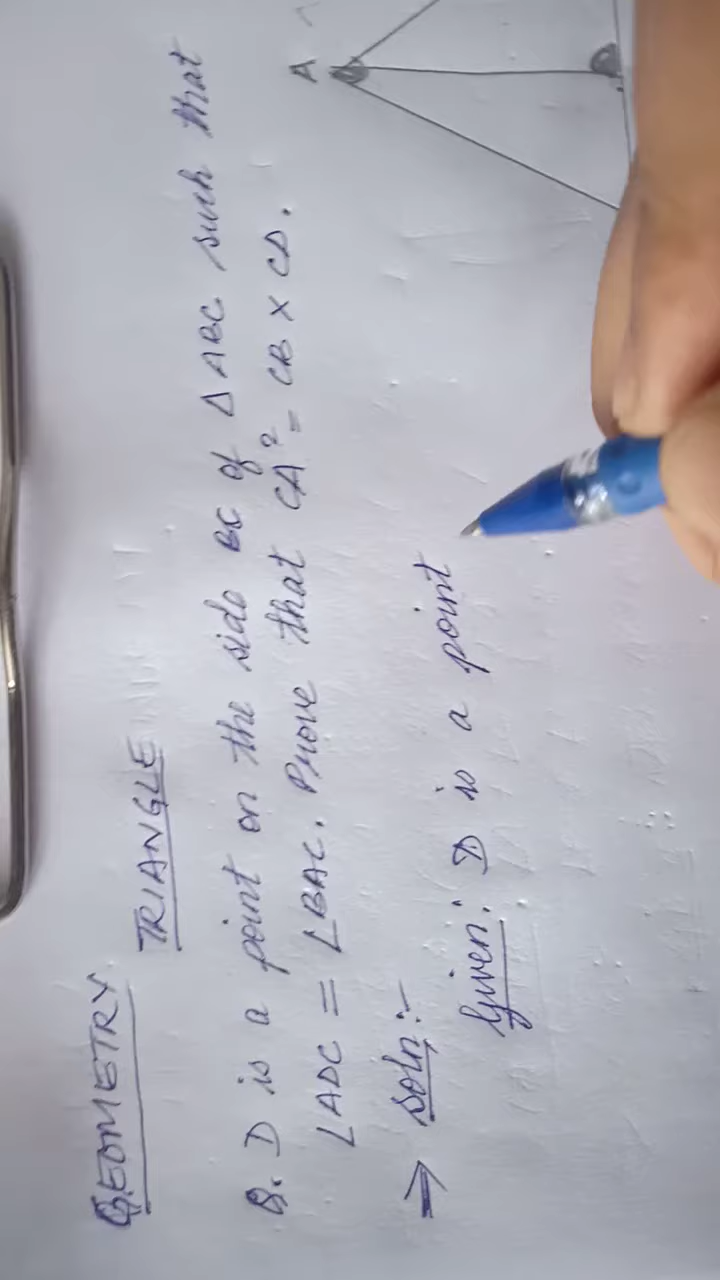 GEOMETRY
TRIANGLE
Q. D is a point on the side BC of Δ ABC such that
∠ADC = ∠BAC. Prove that CA² = CB × CD.
→ Soln:-
Given: D is a point
A